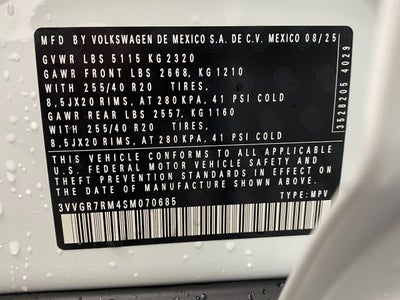 MFD BY VOLKSWAGEN DE MEXICO S.A. DE C.V. MEXICO 08/25
GVWR LBS 5115 KG 2320
GAWR FRONT LBS 2668, KG 1210
WITH 255/40 R20 TIRES,
8,5JX20 RIMS, AT 280 KPA, 41 PSI COLD
GAWR REAR LBS 2557, KG 1160
WITH 255/40 R20 TIRES,
8,5JX20 RIMS, AT 280 KPA, 41 PSI COLD
THIS VEHICLE CONFORMS TO ALL APPLICABLE
U.S. FEDERAL MOTOR VEHICLE SAFETY
STANDARDS IN EFFECT ON
THE DATE OF MANUFACTURE SHOWN ABOVE.
3VVGR7RM4SM070685 TYPE: MPV
3528205 4029